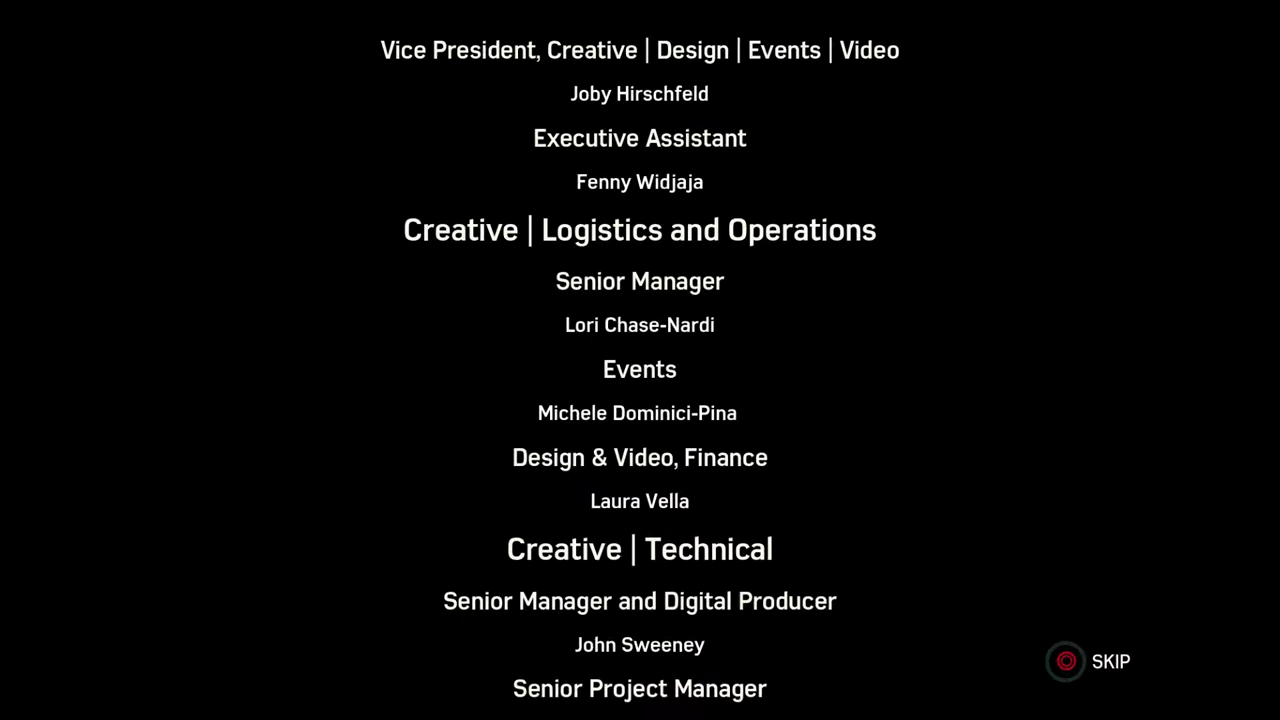 Vice President, Creative | Design | Events | Video
Joby Hirschfeld
Executive Assistant
Fenny Widjaja
Creative | Logistics and Operations
Senior Manager
Lori Chase-Nardi
Events
Michele Dominici-Pina
Design & Video, Finance
Laura Vella
Creative | Technical
Senior Manager and Digital Producer
John Sweeney
SKIP
Senior Project Manager